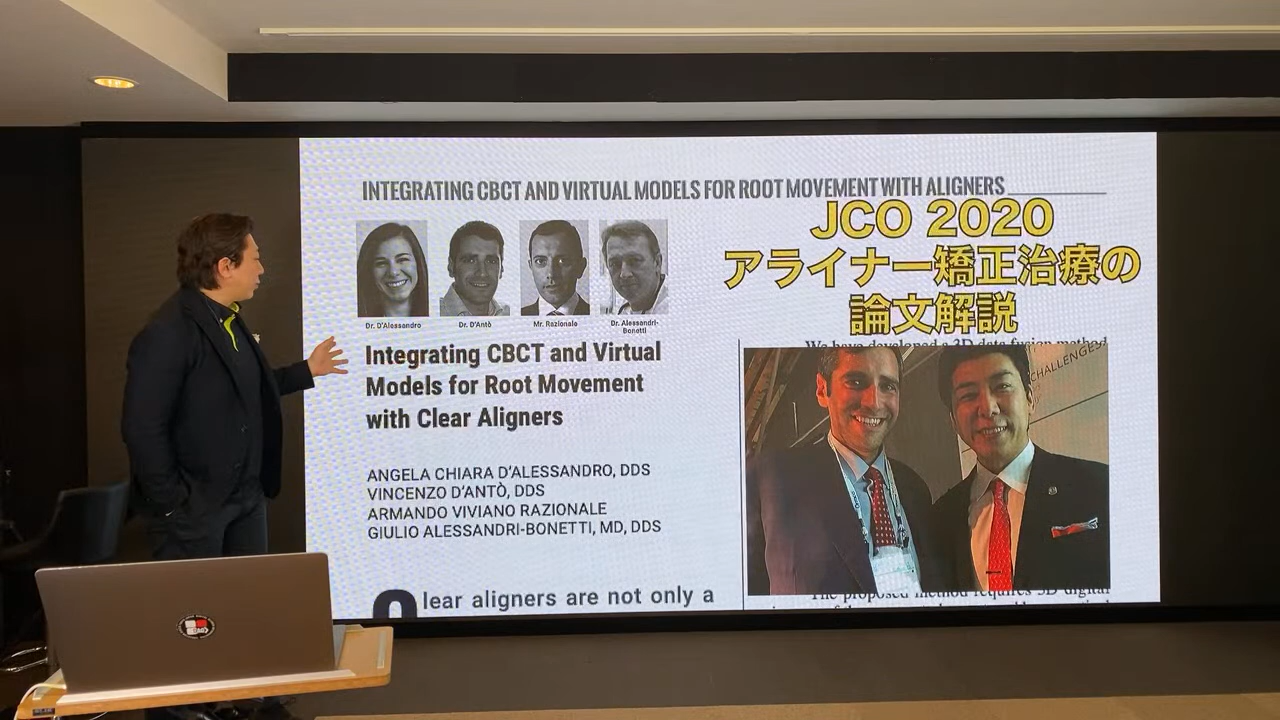 INTEGRATING CBCT AND VIRTUAL MODELS FOR ROOT MOVEMENT WITH ALIGNERS
JCO 2020
アライナー矯正治療の
論文解説
Dr. D'Alessandro
Dr. D'Antò
Mr. Razionale
Dr. Alessandri-
Bonetti
Integrating CBCT and Virtual
Models for Root Movement
with Clear Aligners
ANGELA CHIARA D'ALESSANDRO, DDS
VINCENZO D'ANTÒ, DDS
ARMANDO VIVIANO RAZIONALE
GIULIO ALESSANDRI-BONETTI, MD, DDS
lear aligners are not only a
We have developed a 3D data fusion method
CHALLENGES
The proposed method requires 3D digital